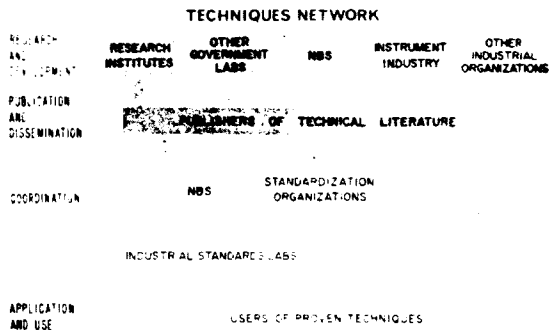 TECHNIQUES NETWORK
RESEARCH
AND
DEVELOPMENT
RESEARCH
INSTITUTES
OTHER
GOVERNMENT
LABS
NBS
INSTRUMENT
INDUSTRY
OTHER
INDUSTRIAL
ORGANIZATIONS
PUBLICATION
AND
DISSEMINATION
PUBLISHERS OF TECHNICAL LITERATURE
COORDINATION
NBS
STANDARDIZATION
ORGANIZATIONS
INDUSTRIAL STANDARDS LABS
APPLICATION
AND USE
USERS OF PROVEN TECHNIQUES